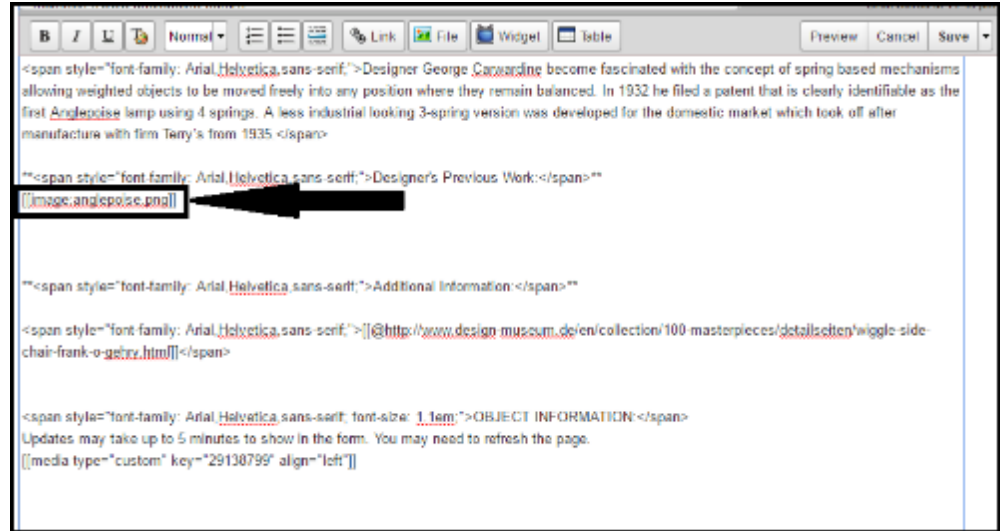 B I U Normal Link File Widget Table Preview Cancel Save
<span style="font-family: Arial,Helvetica,sans-serif;">Designer George Carwardine become fascinated with the concept of spring based mechanisms
allowing weighted objects to be moved freely into any position where they remain balanced. In 1932 he filed a patent that is clearly identifiable as the
first Anglepoise lamp using 4 springs. A less industrial looking 3-spring version was developed for the domestic market which took off after
manufacture with firm Terry's from 1935.</span>
**<span style="font-family: Arial,Helvetica,sans-serif;">Designer's Previous Work:</span>**
[[image:anglepoise.png]]
**<span style="font-family: Arial,Helvetica,sans-serif;">Additional Information:</span>**
<span style="font-family: Arial,Helvetica,sans-serif;">[[@http://www.design-museum.de/en/collection/100-masterpieces/detailseiten/wiggle-side-
chair-frank-o-gehry.html]]</span>
<span style="font-family: Arial,Helvetica,sans-serif; font-size: 1.1em;">OBJECT INFORMATION:</span>
Updates may take up to 5 minutes to show in the form. You may need to refresh the page.
[[media type="custom" key="29138799" align="left"]]